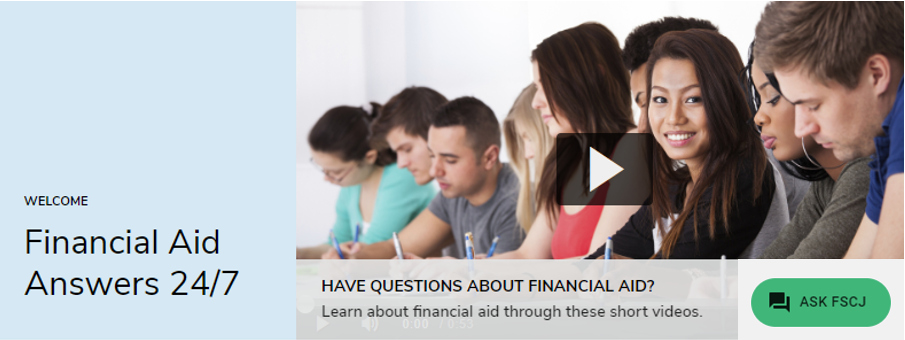 WELCOME
Financial Aid
Answers 24/7
HAVE QUESTIONS ABOUT FINANCIAL AID?
Learn about financial aid through these short videos.
0:00 / 0:53
ASK FSCJ